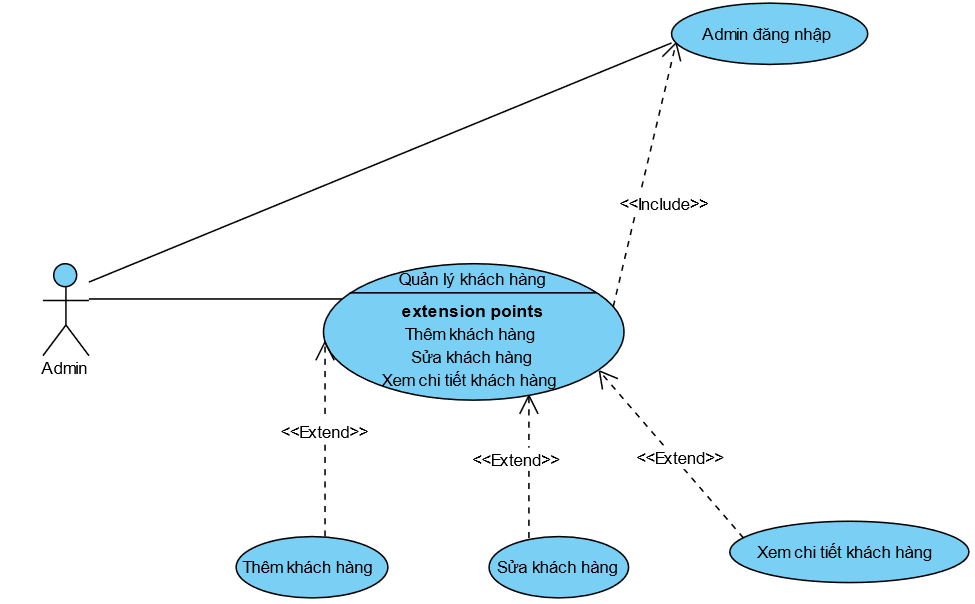 Admin đăng nhập
<<Include>>
Quản lý khách hàng
extension points
Thêm khách hàng
Sửa khách hàng
Xem chi tiết khách hàng
Admin
<<Extend>>
<<Extend>>
<<Extend>>
Thêm khách hàng
Sửa khách hàng
Xem chi tiết khách hàng